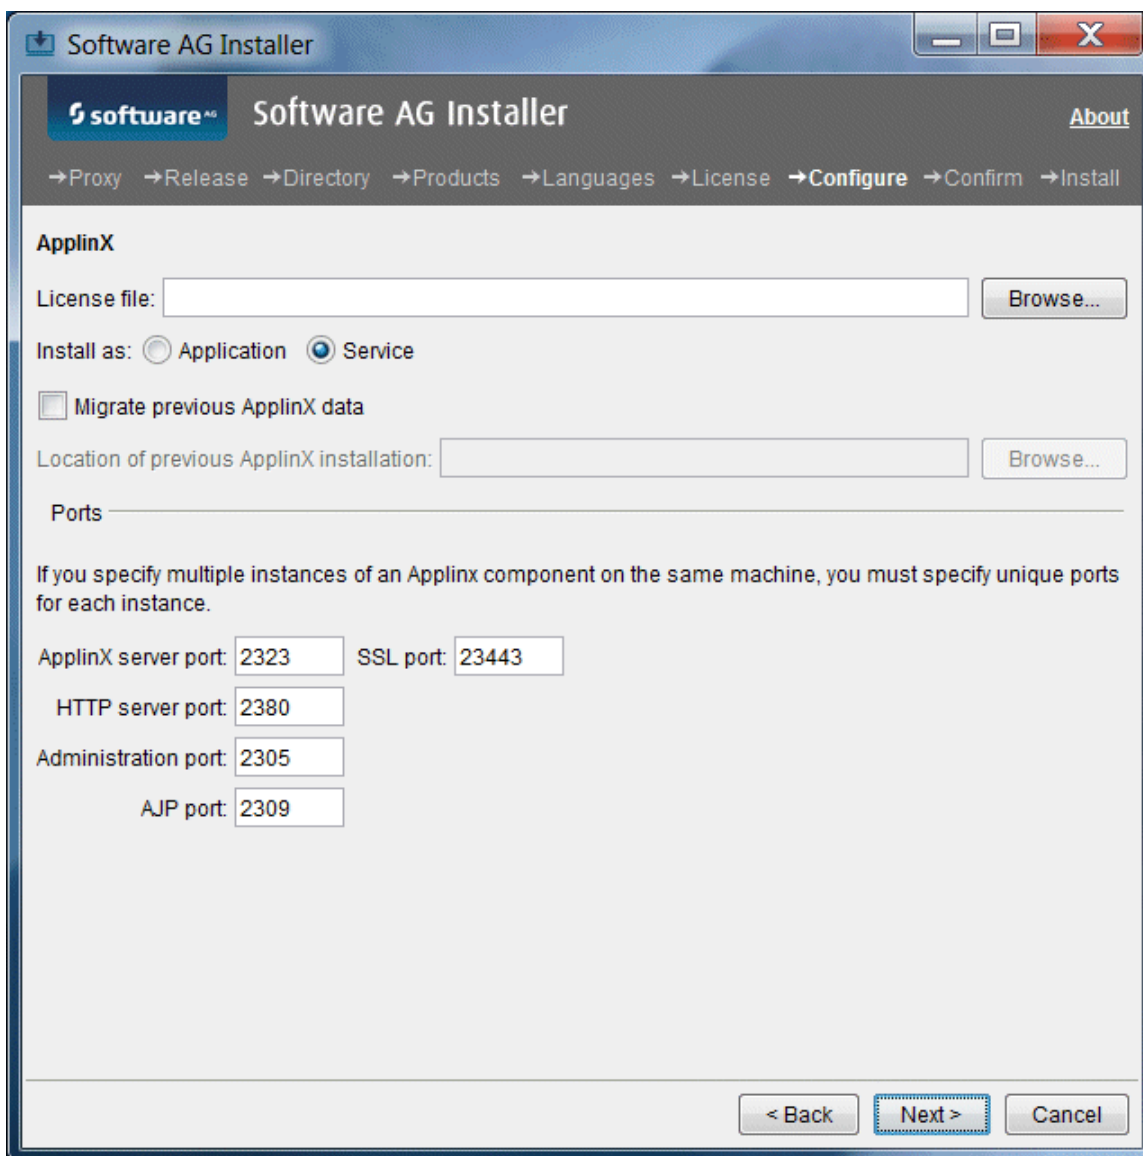 Software AG Installer
software AG Software AG Installer About
→Proxy →Release →Directory →Products →Languages →License →Configure →Confirm →Install
ApplinX
License file: Browse...
Install as: Application Service
Migrate previous ApplinX data
Location of previous ApplinX installation: Browse...
Ports
If you specify multiple instances of an Applinx component on the same machine, you must specify unique ports
for each instance.
ApplinX server port: 2323 SSL port: 23443
HTTP server port: 2380
Administration port: 2305
AJP port: 2309
< Back Next > Cancel